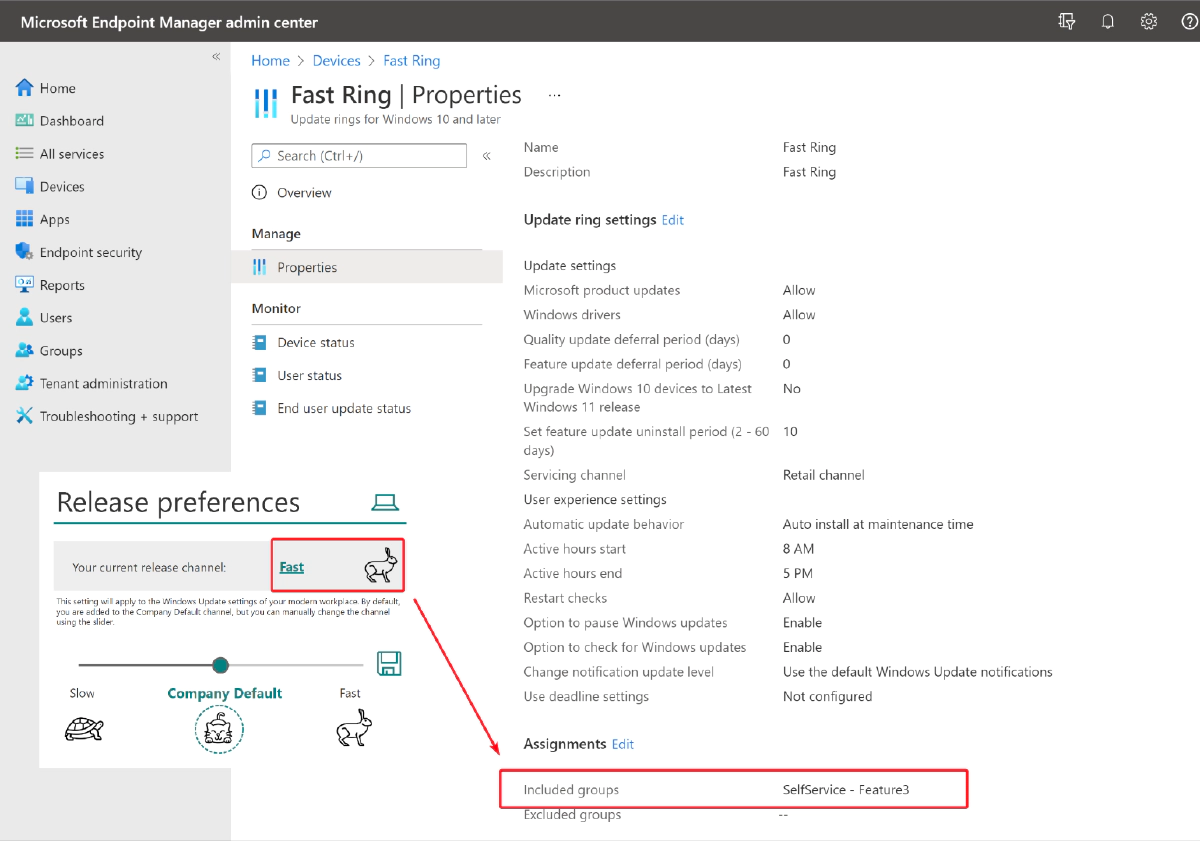 Microsoft Endpoint Manager admin center
«
Home
Dashboard
All services
Devices
Apps
Endpoint security
Reports
Users
Groups
Tenant administration
Troubleshooting + support
Home > Devices > Fast Ring
Fast Ring | Properties ...
Update rings for Windows 10 and later
Search (Ctrl+/) «
Overview
Manage
Properties
Monitor
Device status
User status
End user update status
Name Fast Ring
Description Fast Ring
Update ring settings Edit
Update settings
Microsoft product updates Allow
Windows drivers Allow
Quality update deferral period (days) 0
Feature update deferral period (days) 0
Upgrade Windows 10 devices to Latest No
Windows 11 release
Set feature update uninstall period (2 - 60 10
days)
Servicing channel Retail channel
User experience settings
Automatic update behavior Auto install at maintenance time
Active hours start 8 AM
Active hours end 5 PM
Restart checks Allow
Option to pause Windows updates Enable
Option to check for Windows updates Enable
Change notification update level Use the default Windows Update notifications
Use deadline settings Not configured
Assignments Edit
Included groups SelfService - Feature3
Excluded groups --
Release preferences
Your current release channel: Fast
This setting will apply to the Windows Update settings of your modern workplace. By default,
you are added to the Company Default channel, but you can manually change the channel
using the slider.
Slow Company Default Fast